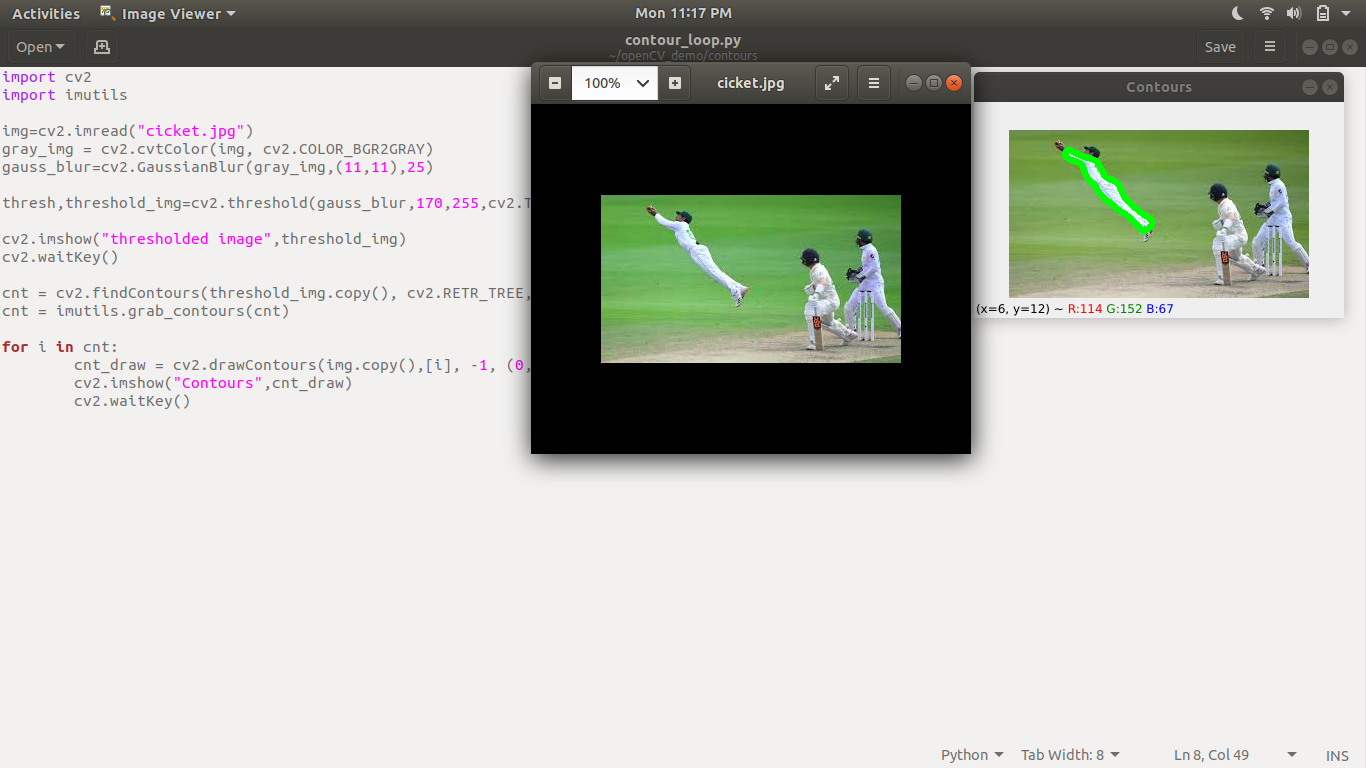 Activities Image Viewer Mon 11:17 PM
Open contour_loop.py Save
~/openCV_demo/contours
100% cicket.jpg
Contours
import cv2
import imutils
img=cv2.imread("cicket.jpg")
gray_img = cv2.cvtColor(img, cv2.COLOR_BGR2GRAY)
gauss_blur=cv2.GaussianBlur(gray_img,(11,11),25)
thresh,threshold_img=cv2.threshold(gauss_blur,170,255,cv2.T
cv2.imshow("thresholded image",threshold_img)
cv2.waitKey()
cnt = cv2.findContours(threshold_img.copy(), cv2.RETR_TREE,
cnt = imutils.grab_contours(cnt)
for i in cnt:
cnt_draw = cv2.drawContours(img.copy(),[i], -1, (0,
cv2.imshow("Contours",cnt_draw)
cv2.waitKey()
(x=6, y=12) ~ R:114 G:152 B:67
Python Tab Width: 8 Ln 8, Col 49 INS